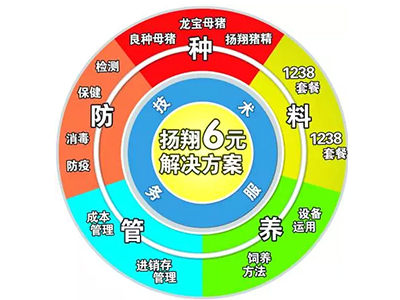 龙宝母猪
良种母猪
扬翔猪精
种
1238
套餐
料
1238
套餐
设备
运用
养
饲养
方法
进销存
管理
管
成本
管理
防疫
消毒
防
保健
检测
技术
服务
扬翔6元
解决方案